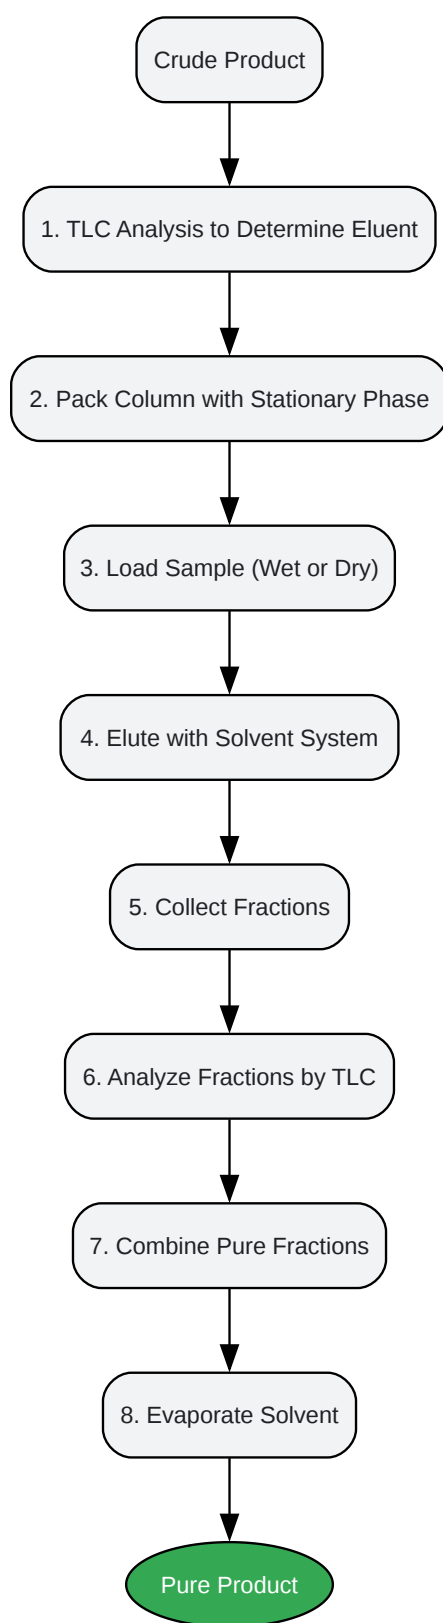 Crude Product
1. TLC Analysis to Determine Eluent
2. Pack Column with Stationary Phase
3. Load Sample (Wet or Dry)
4. Elute with Solvent System
5. Collect Fractions
6. Analyze Fractions by TLC
7. Combine Pure Fractions
8. Evaporate Solvent
Pure Product